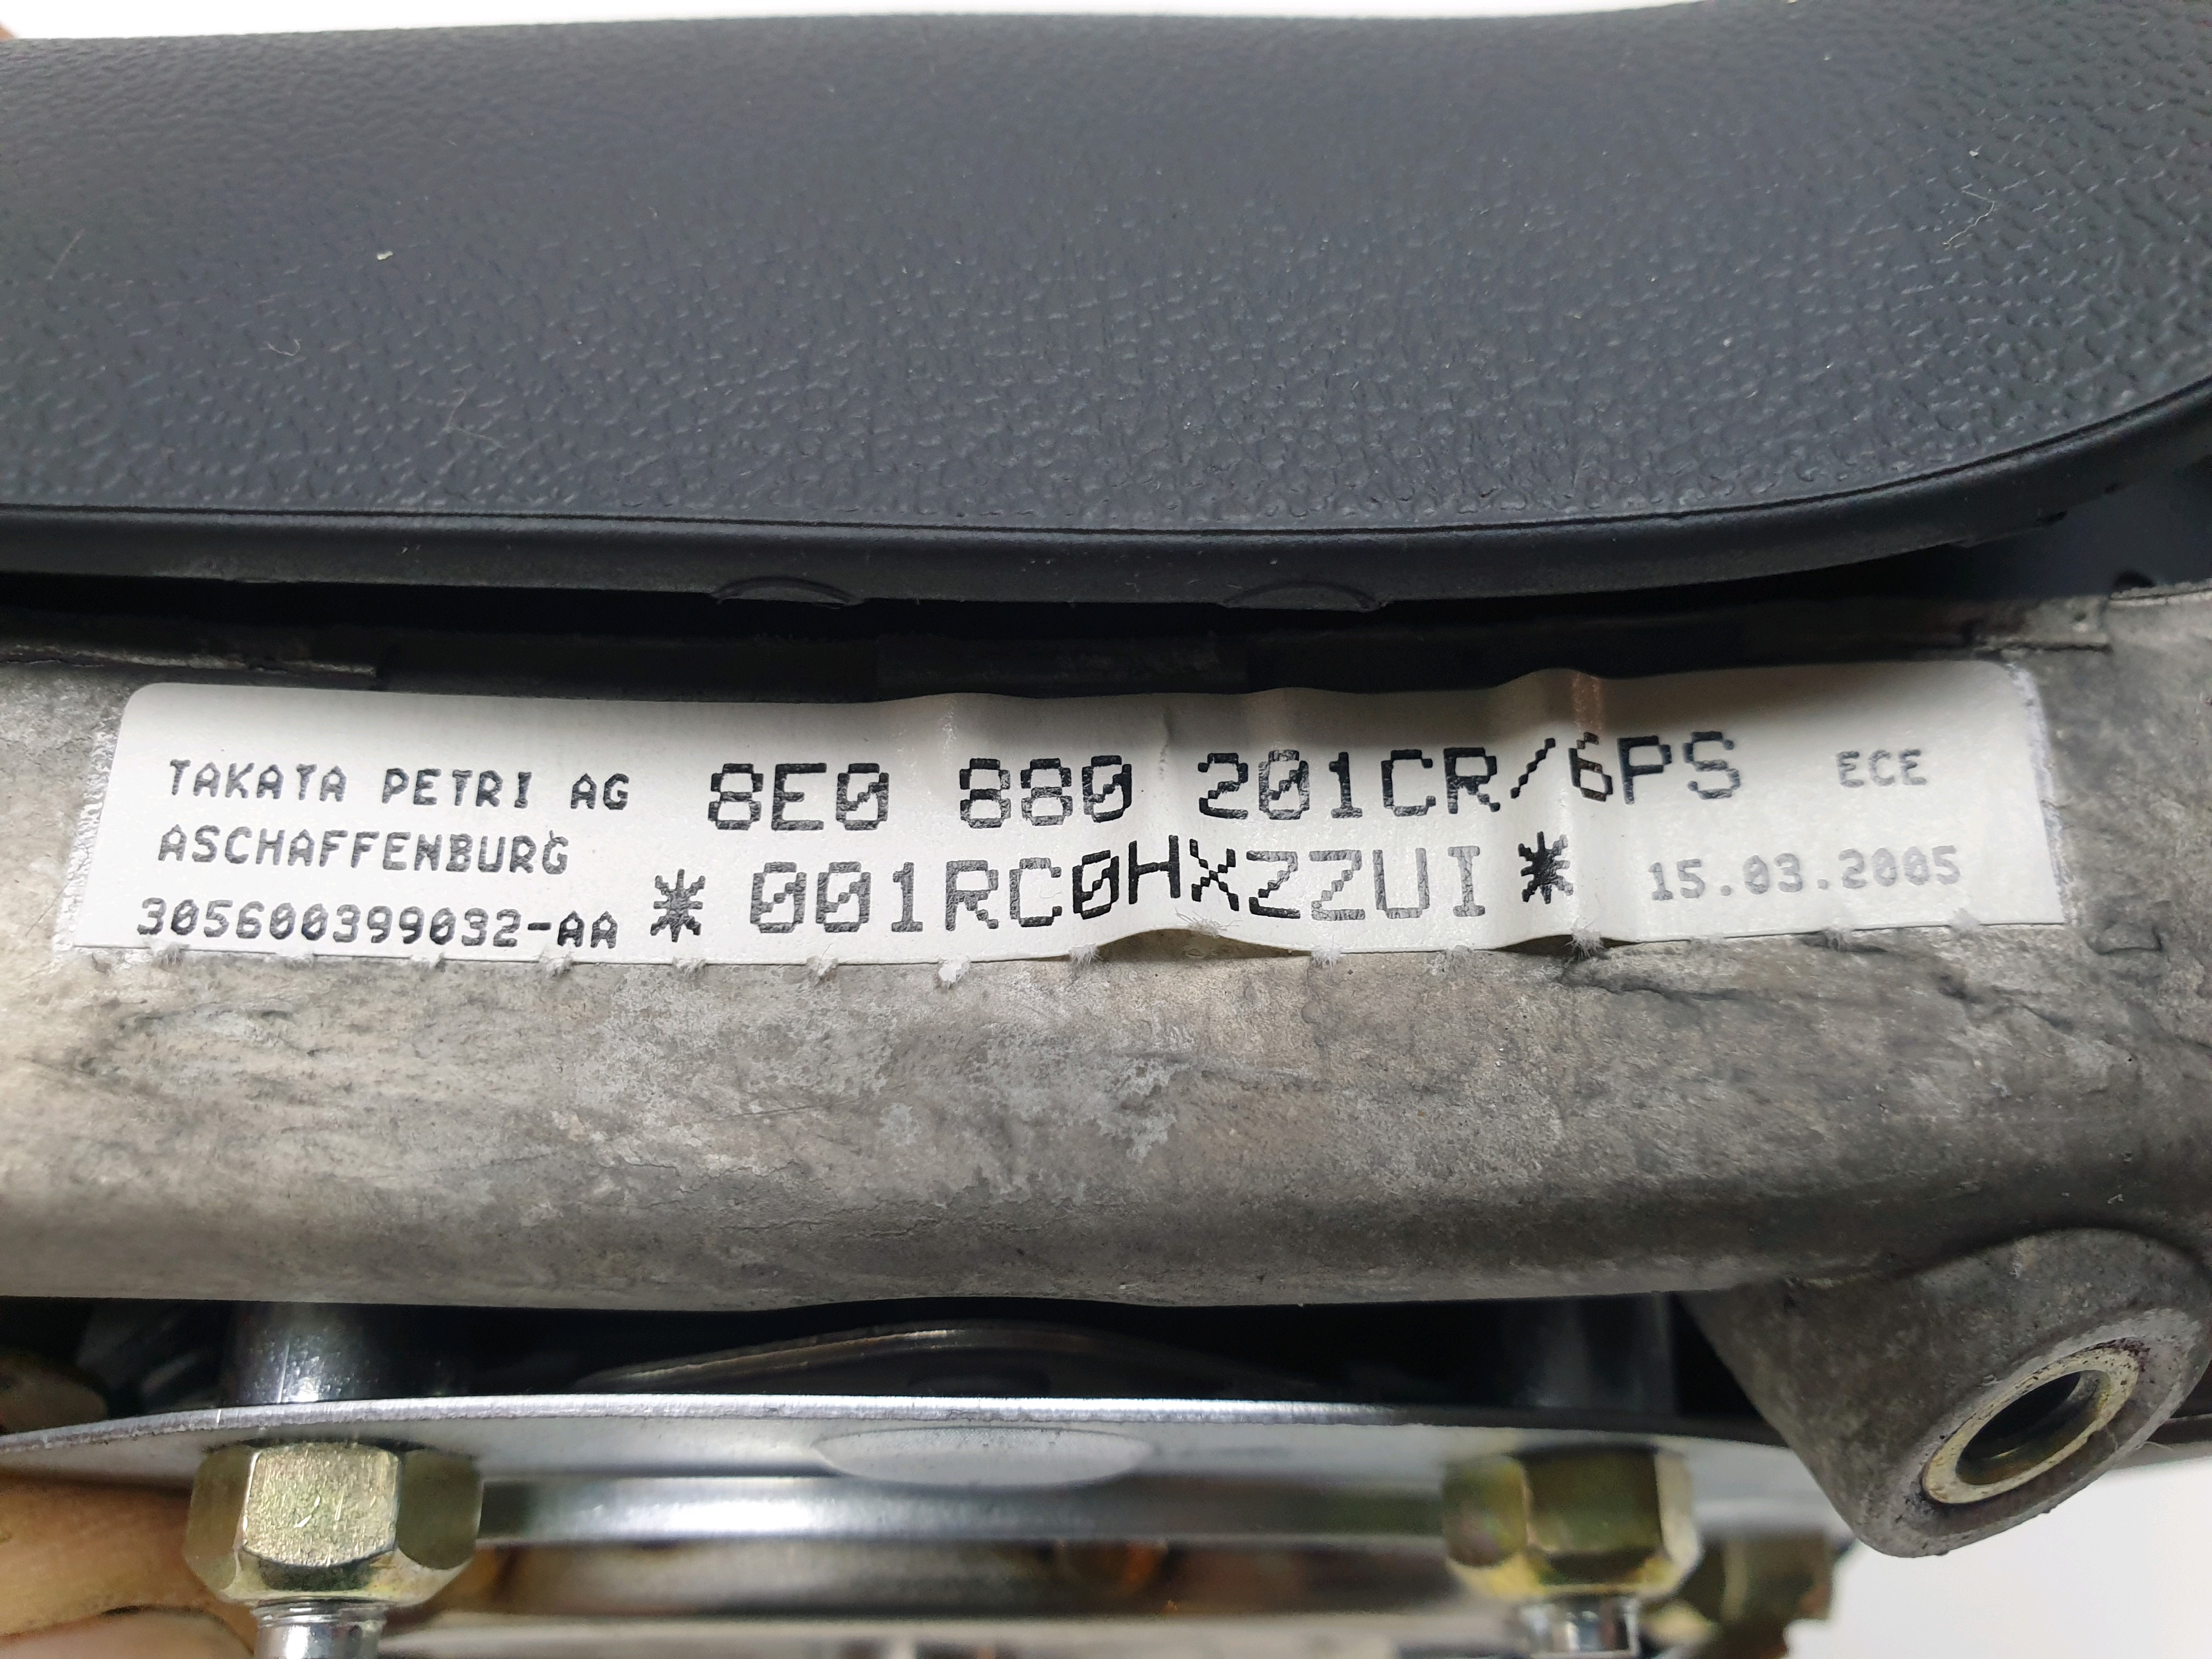 TAKATA PETRI AG 8E0 880 201CR/6PS ECE
ASCHAFFENBURG
305600399032-AA *001RC0HXZZUI* 15.03.2005